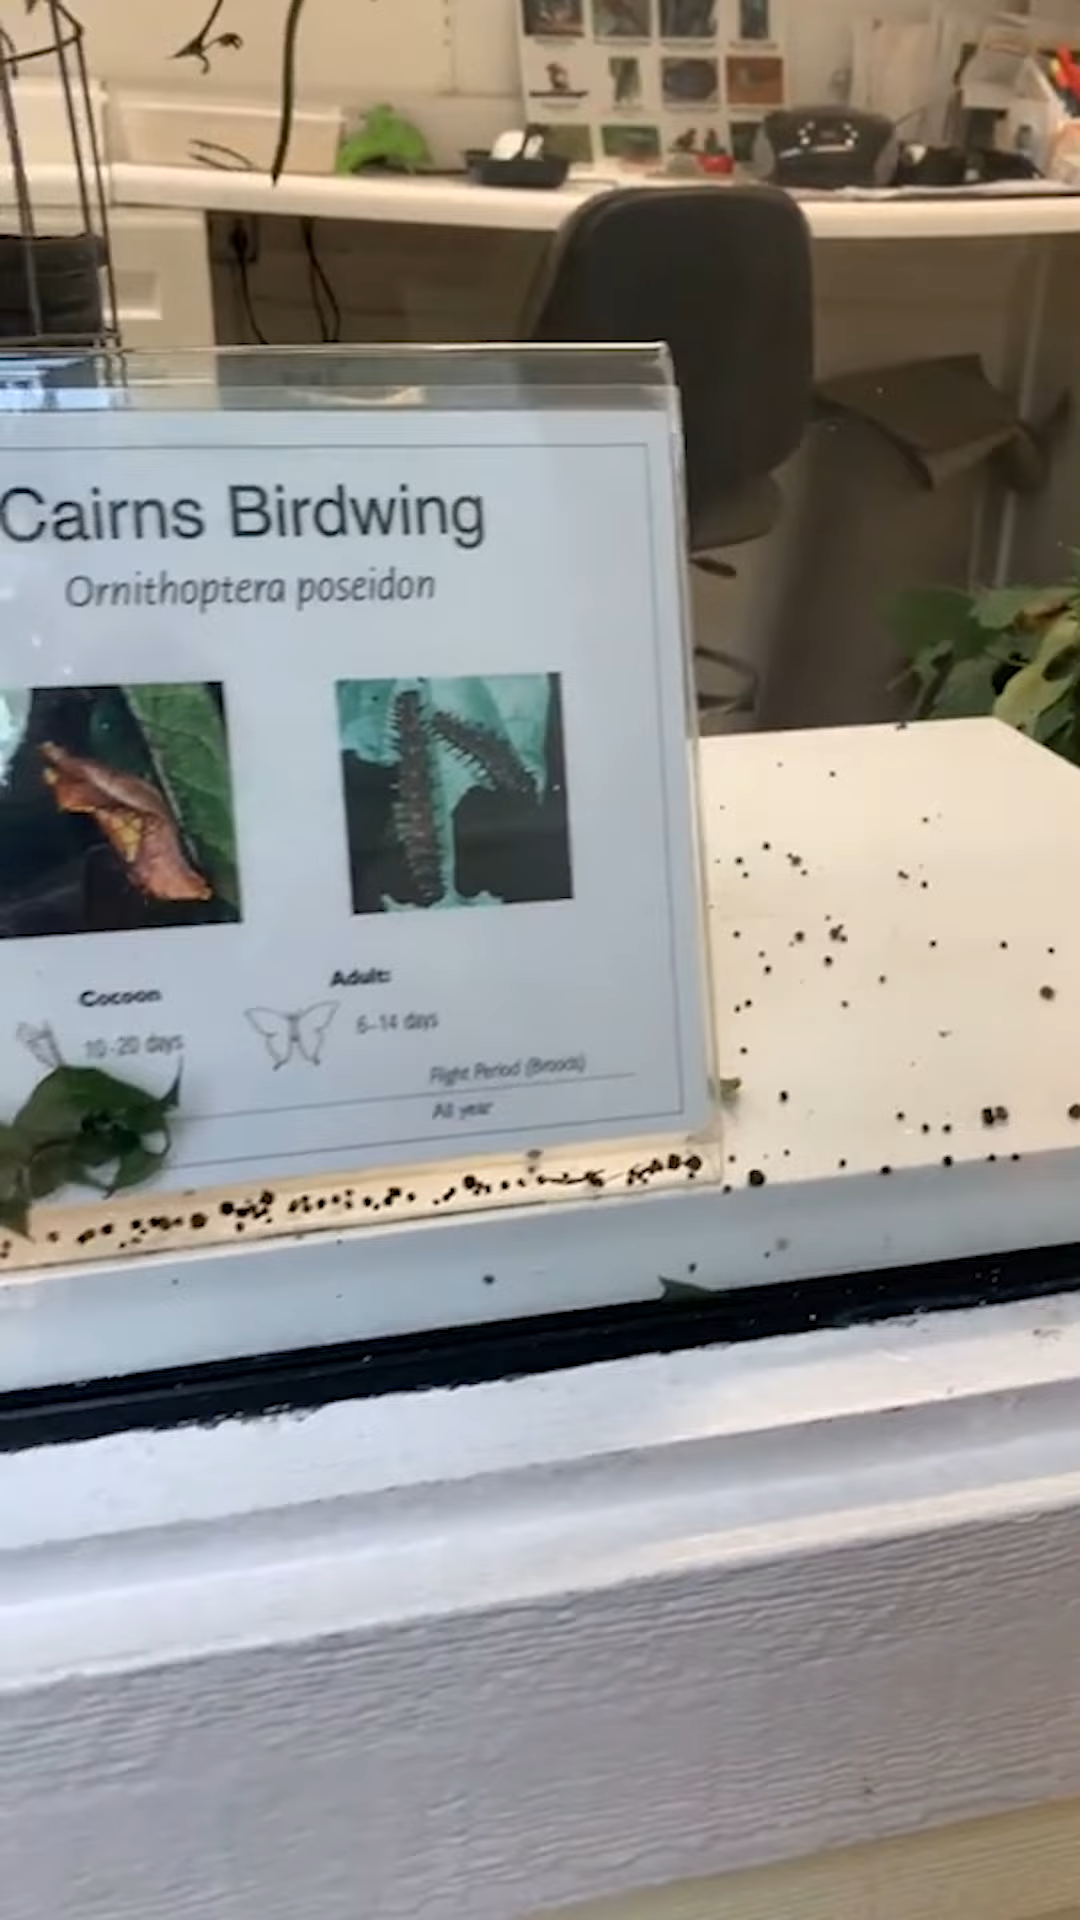 Cairns Birdwing
Ornithoptera poseidon
Cocoon
10-20 days
Adult:
6-14 days
Flight Period (Broods)
All year